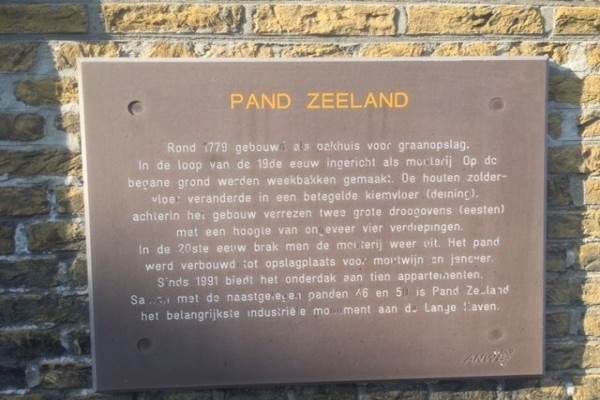 PAND ZEELAND
Rond 1779 gebouwd als pakhuis voor graanopslag.
In de loop van de 19de eeuw ingericht als mouterij. Op de
begane grond werden weekbakken gemaakt. De houten zolder-
vloer veranderde in een betegelde kiemvloer (deining),
achterin het gebouw verrezen twee grote droogovens (eesten)
met een hoogte van ongeveer vier verdiepingen.
In de 20ste eeuw brak men de mouterij weer uit. Het pand
werd verbouwd tot opslagplaats voor moutwijn en jenever.
Sinds 1991 biedt het onderdak aan tien appartementen.
Samen met de naastgelegen panden 46 en is Pand Zeeland
het belangrijkste industriële monument aan de Lange Haven.
ANWB